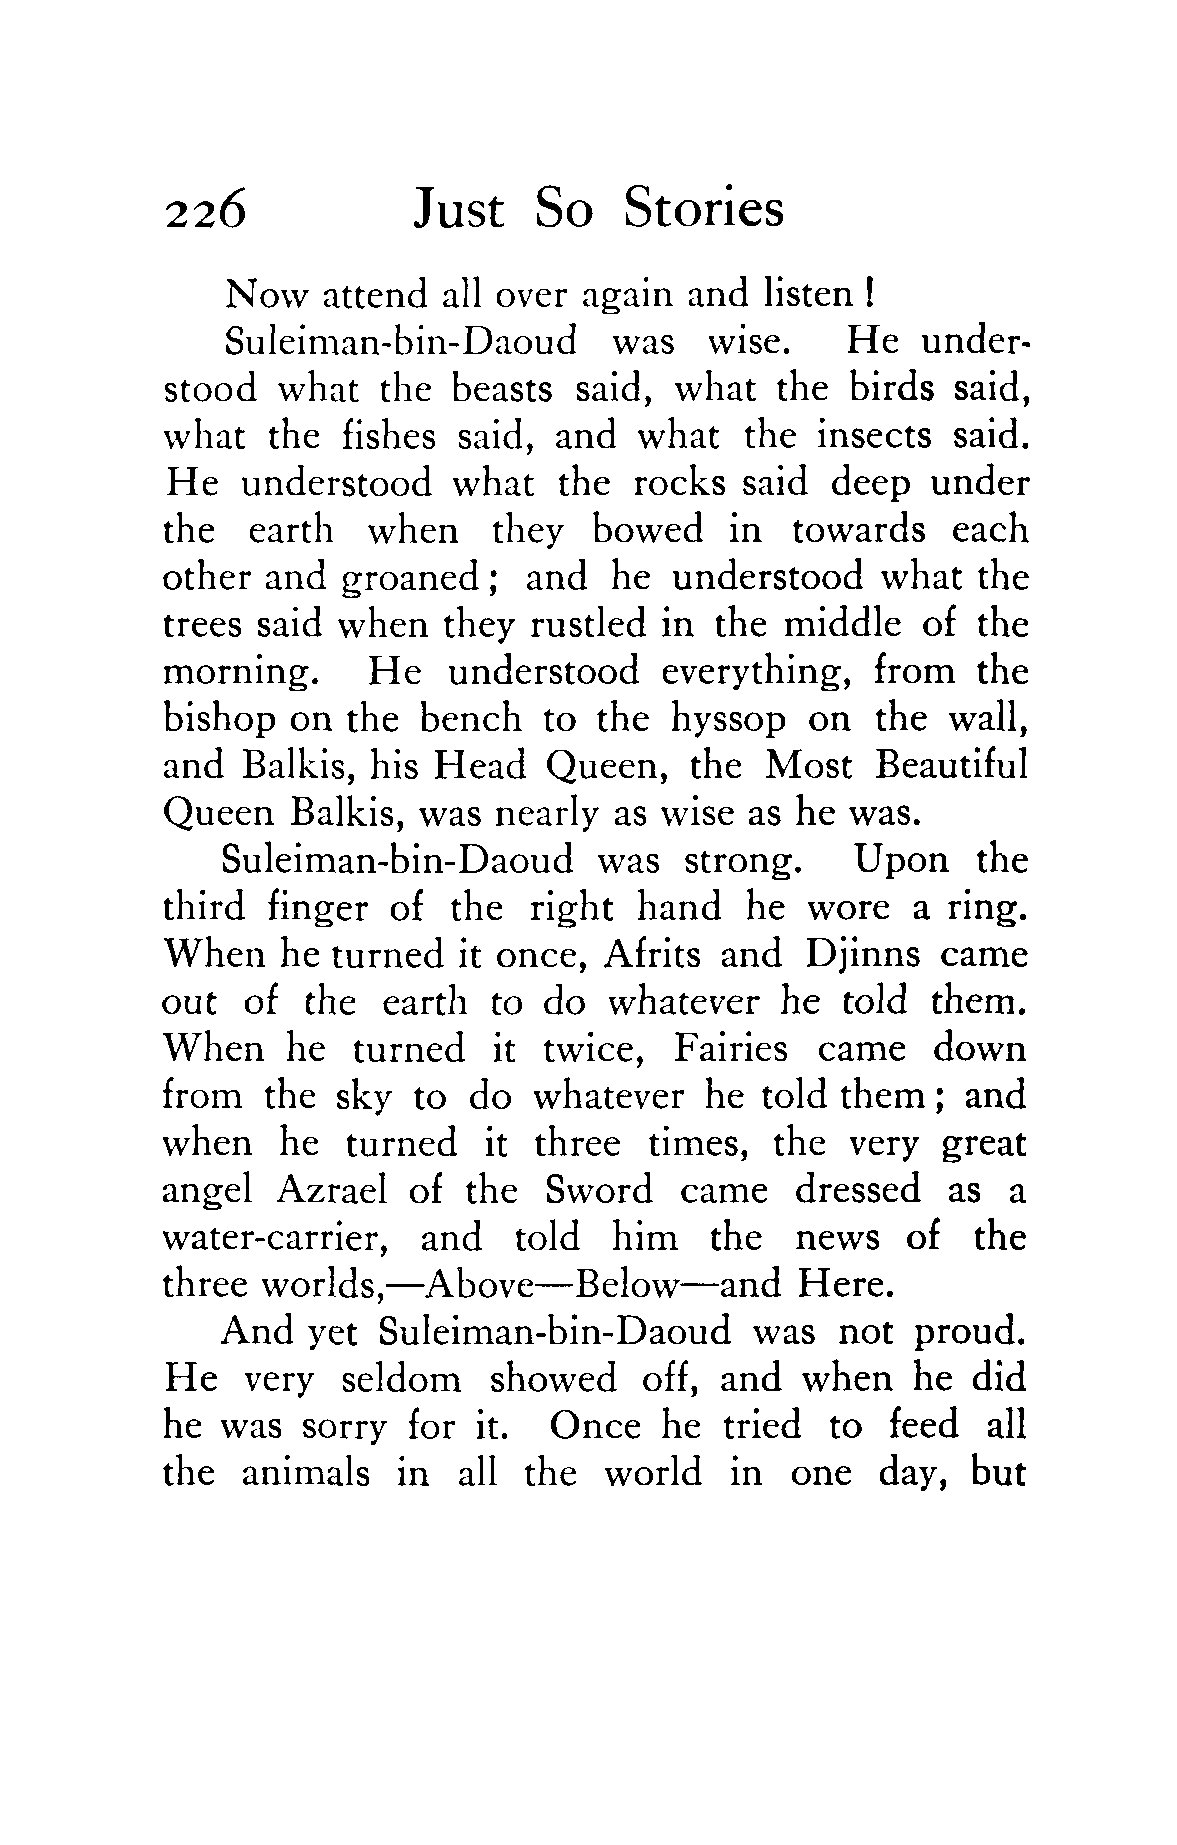 226 Just So Stories
Now attend all over again and listen !
Suleiman-bin-Daoud was wise. He under-
stood what the beasts said, what the birds said,
what the fishes said, and what the insects said.
He understood what the rocks said deep under
the earth when they bowed in towards each
other and groaned ; and he understood what the
trees said when they rustled in the middle of the
morning. He understood everything, from the
bishop on the bench to the hyssop on the wall,
and Balkis, his Head Queen, the Most Beautiful
Queen Balkis, was nearly as wise as he was.
Suleiman-bin-Daoud was strong. Upon the
third finger of the right hand he wore a ring.
When he turned it once, Afrits and Djinns came
out of the earth to do whatever he told them.
When he turned it twice, Fairies came down
from the sky to do whatever he told them ; and
when he turned it three times, the very great
angel Azrael of the Sword came dressed as a
water-carrier, and told him the news of the
three worlds,—Above—Below—and Here.
And yet Suleiman-bin-Daoud was not proud.
He very seldom showed off, and when he did
he was sorry for it. Once he tried to feed all
the animals in all the world in one day, but